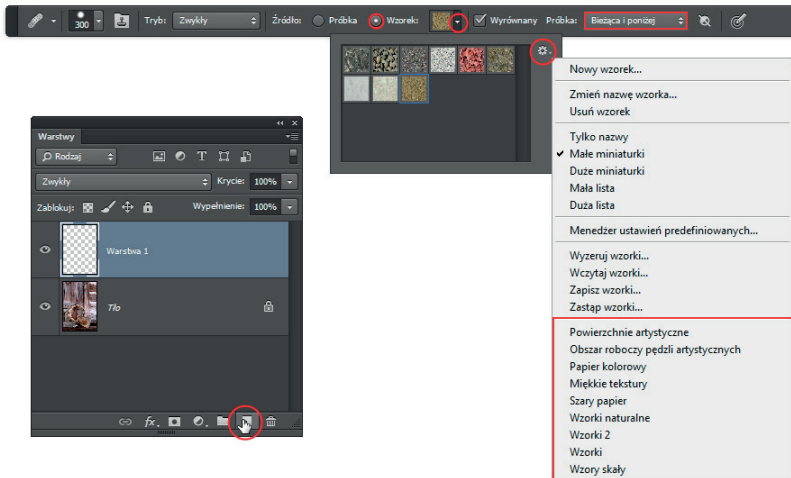 300 Tryb: Zwykły Źródło: Próbka Wzorek: Wyrównany Próbka: Bieżąca i poniżej
Nowy wzorek...
Zmień nazwę wzorka...
Usuń wzorek
Tylko nazwy
Małe miniaturki
Duże miniaturki
Mała lista
Duża lista
Menedżer ustawień predefiniowanych...
Wyzeruj wzorki...
Wczytaj wzorki...
Zapisz wzorki...
Zastąp wzorki...
Powierzchnie artystyczne
Obszar roboczy pędzli artystycznych
Papier kolorowy
Miękkie tekstury
Szary papier
Wzorki naturalne
Wzorki 2
Wzorki
Wzory skały
Warstwy
Rodzaj
Zwykły Krycie: 100%
Zablokuj: Wypełnienie: 100%
Warstwa 1
Tło
fx.